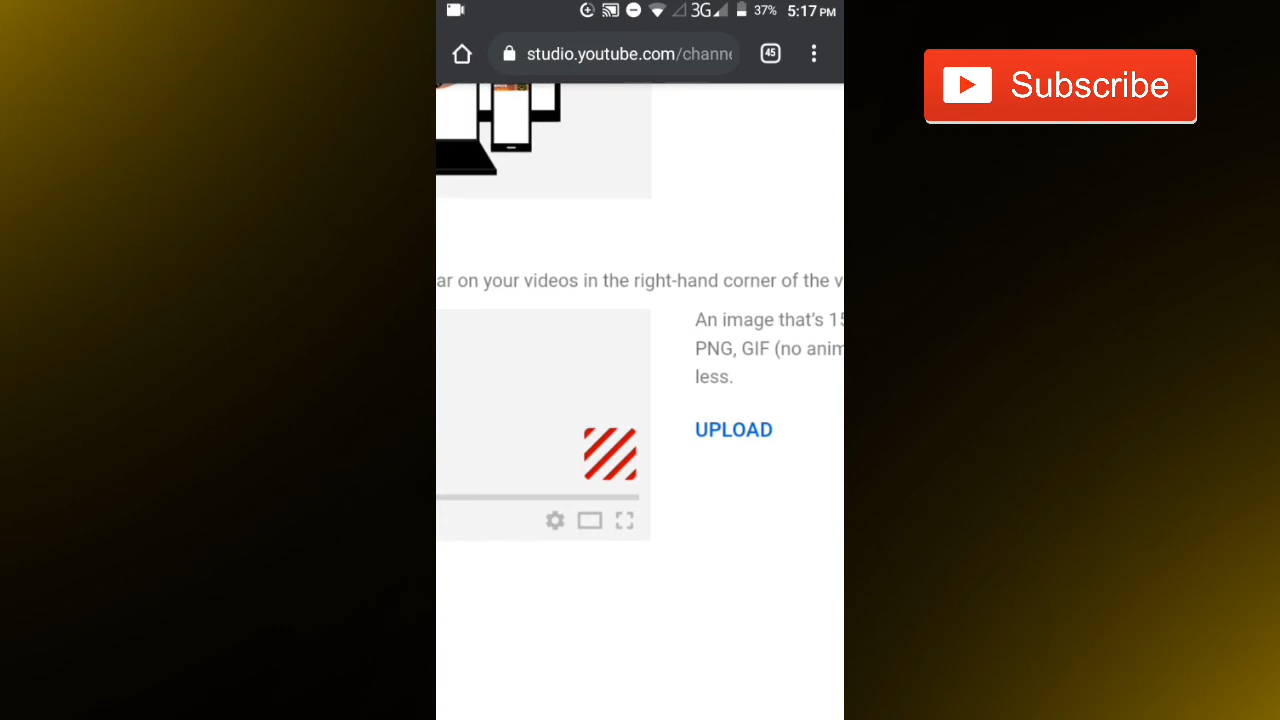 3G 37% 5:17 PM
studio.youtube.com/channe
45
Subscribe
ar on your videos in the right-hand corner of the v
An image that's 15
PNG, GIF (no anim
less.
UPLOAD